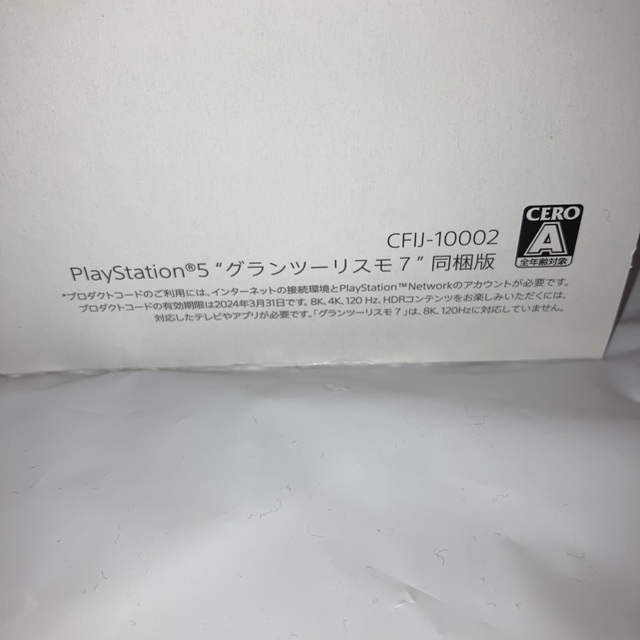 CFIJ-10002
PlayStation®5 "グランツーリスモ7" 同梱版
CERO
A
全年齢対象
*プロダクトコードのご利用には、インターネットの接続環境とPlayStation™Networkのアカウントが必要です。
プロダクトコードの有効期限は2024年3月31日です。8K, 4K, 120 Hz, HDRコンテンツをお楽しみいただくには、
対応したテレビやアプリが必要です。「グランツーリスモ7」は、8K, 120Hzに対応していません。